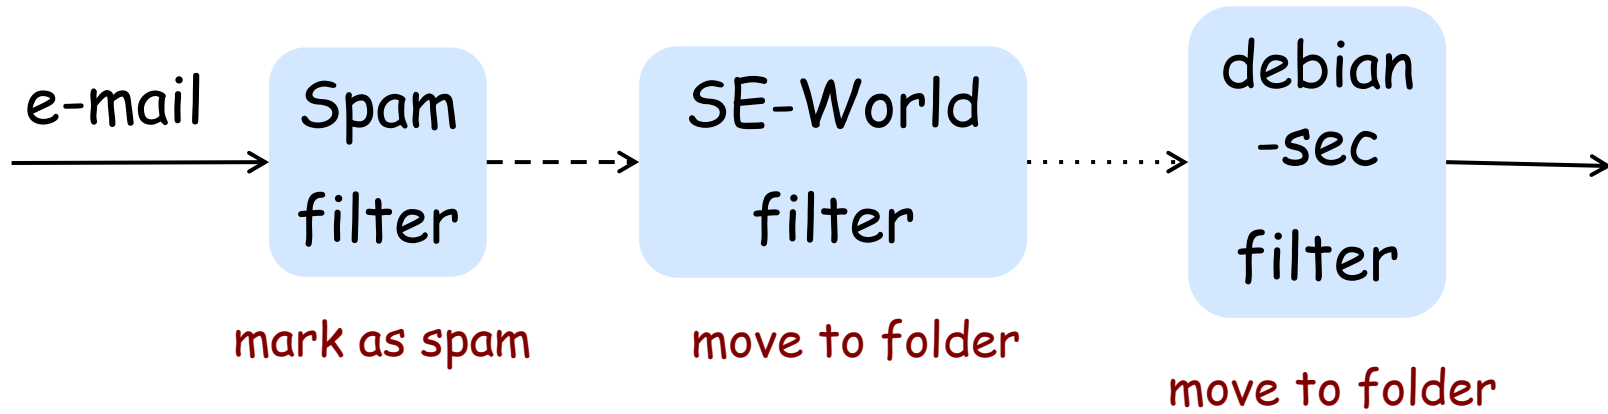 e-mail
Spam
filter
SE-World
filter
debian
-sec
filter
mark as spam
move to folder
move to folder